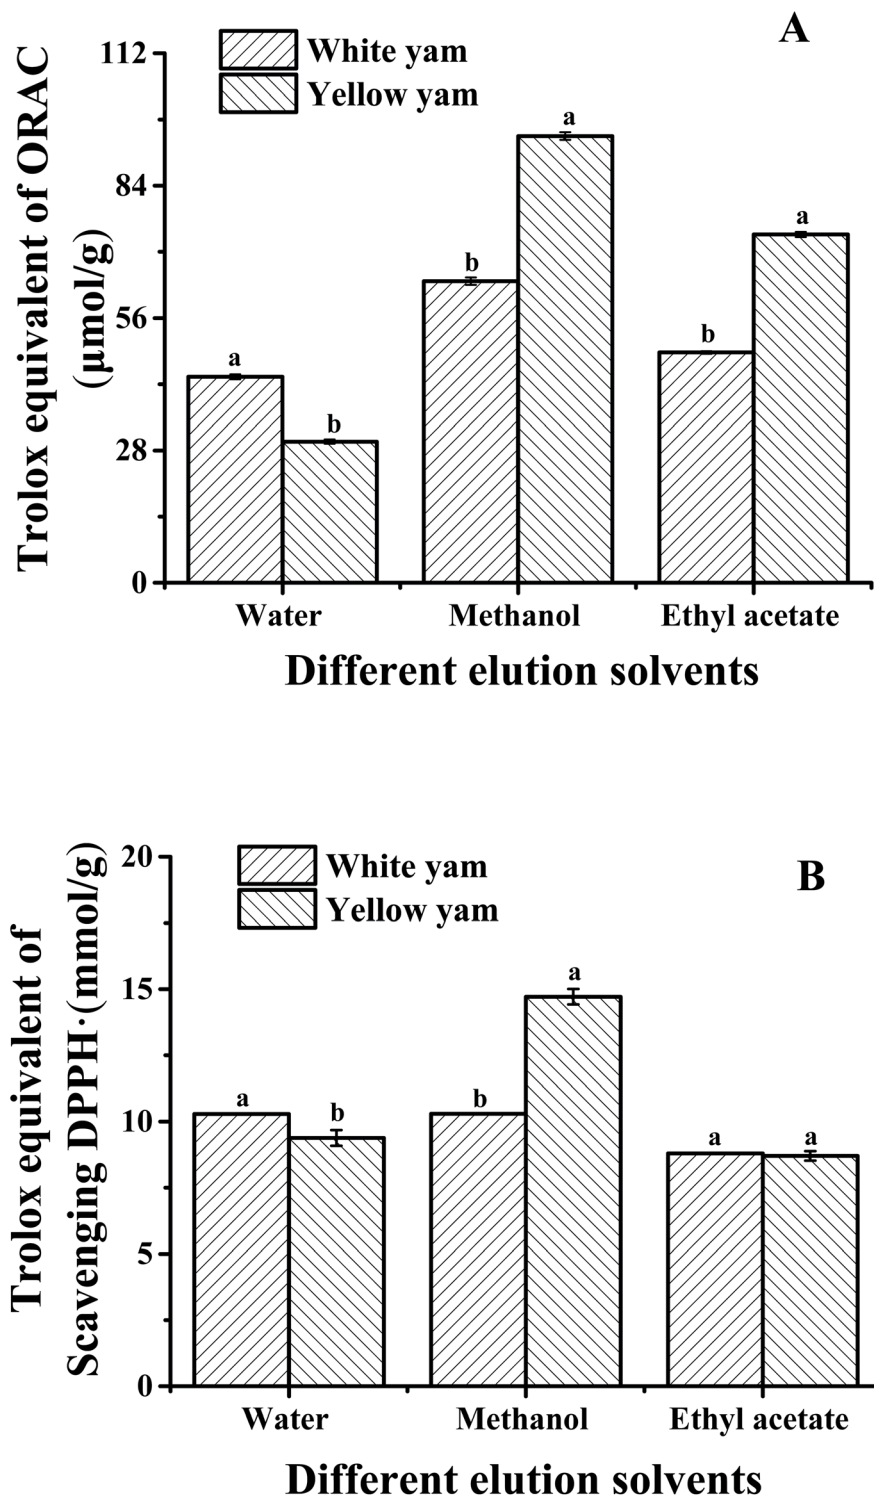 A
White yam
Yellow yam
Trolox equivalent of ORAC
(μmol/g)
112
84
56
28
0
a
b
b
a
b
a
Water
Methanol
Ethyl acetate
Different elution solvents
B
White yam
Yellow yam
Trolox equivalent of
Scavenging DPPH·(mmol/g)
20
15
10
5
0
a
b
b
a
a
a
Water
Methanol
Ethyl acetate
Different elution solvents